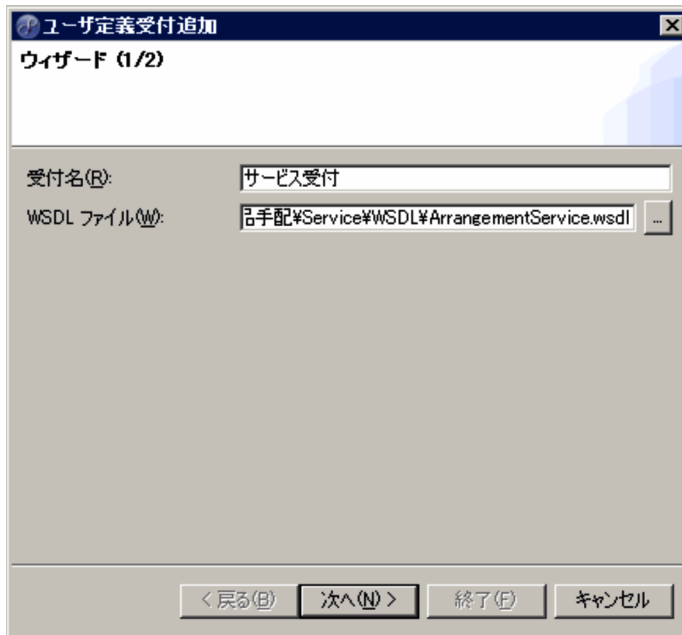 ユーザ定義受付追加
ウィザード (1/2)
受付名(R): サービス受付
WSDL ファイル(W): 手配¥Service¥WSDL¥ArrangementService.wsdl ...
< 戻る(B) 次へ(N) > 終了(F) キャンセル